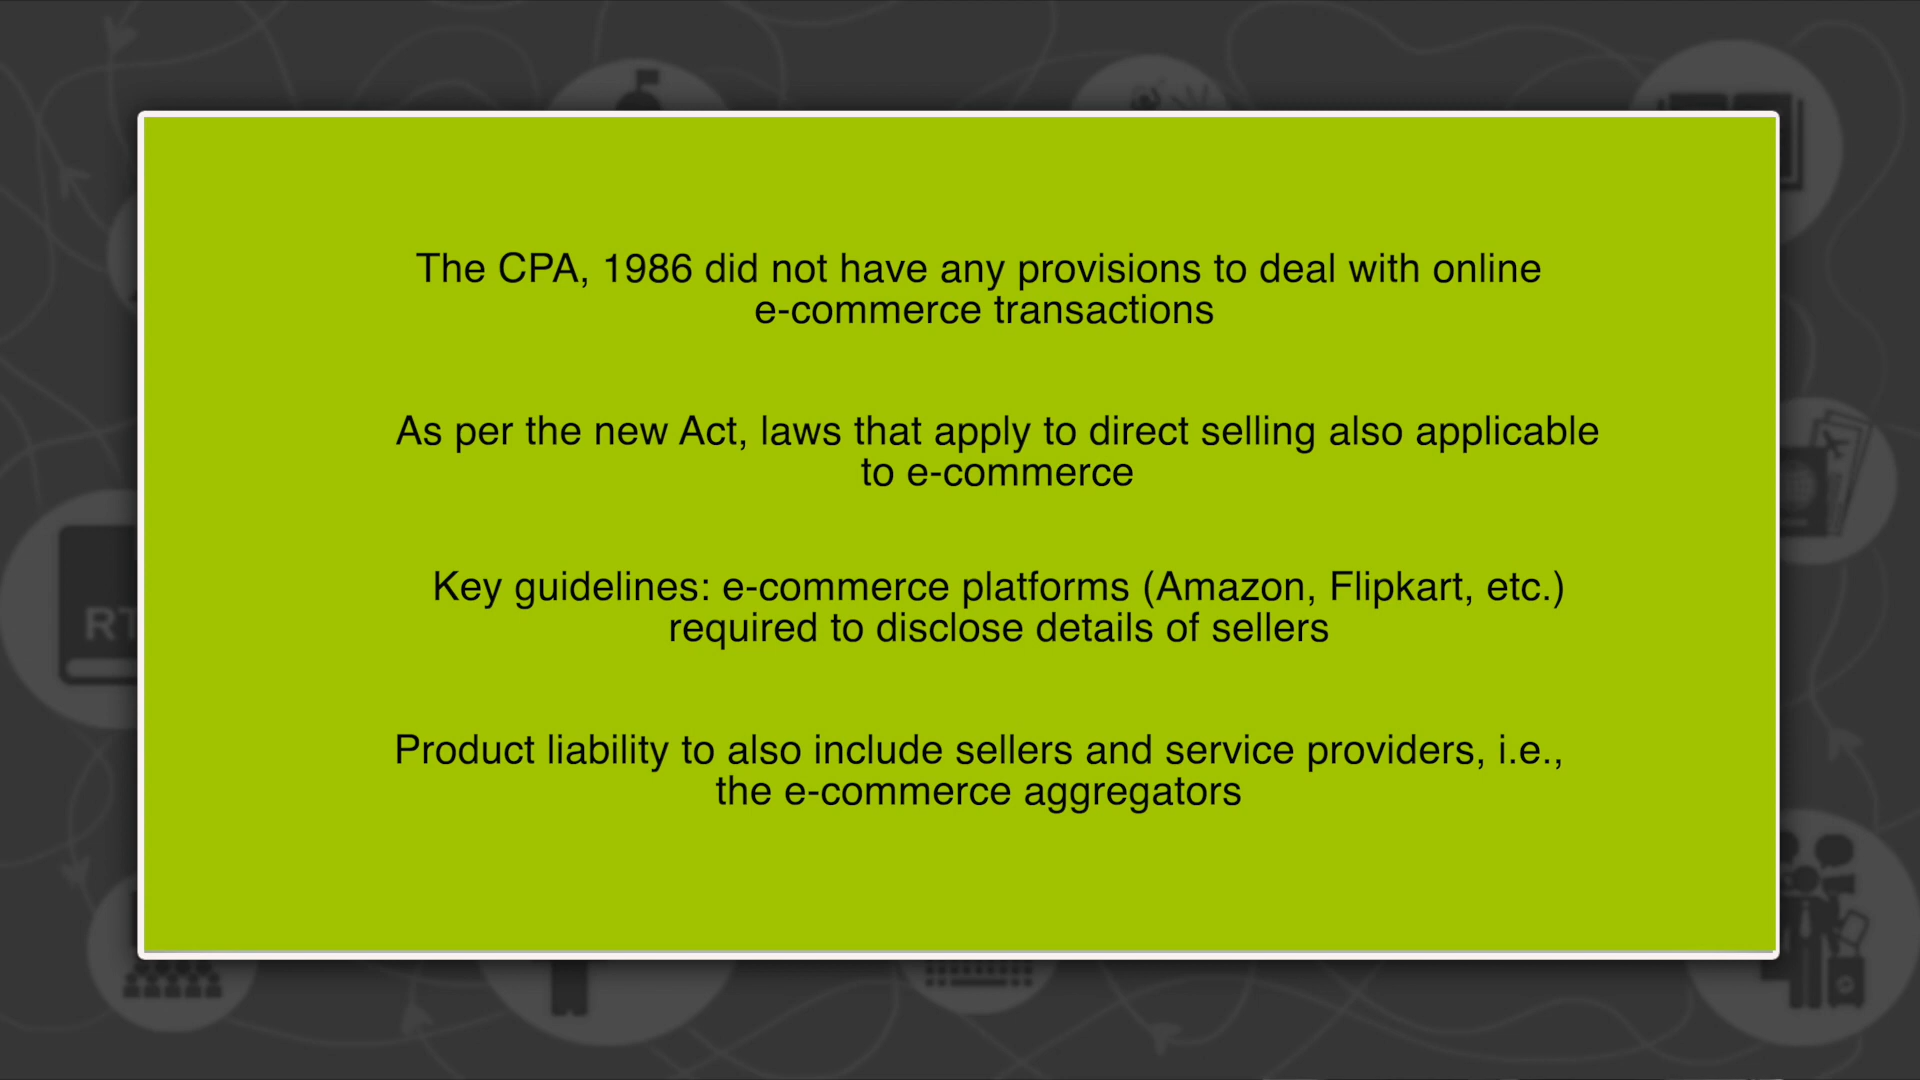 The CPA, 1986 did not have any provisions to deal with online
e-commerce transactions
As per the new Act, laws that apply to direct selling also applicable
to e-commerce
Key guidelines: e-commerce platforms (Amazon, Flipkart, etc.)
required to disclose details of sellers
Product liability to also include sellers and service providers, i.e.,
the e-commerce aggregators
RT